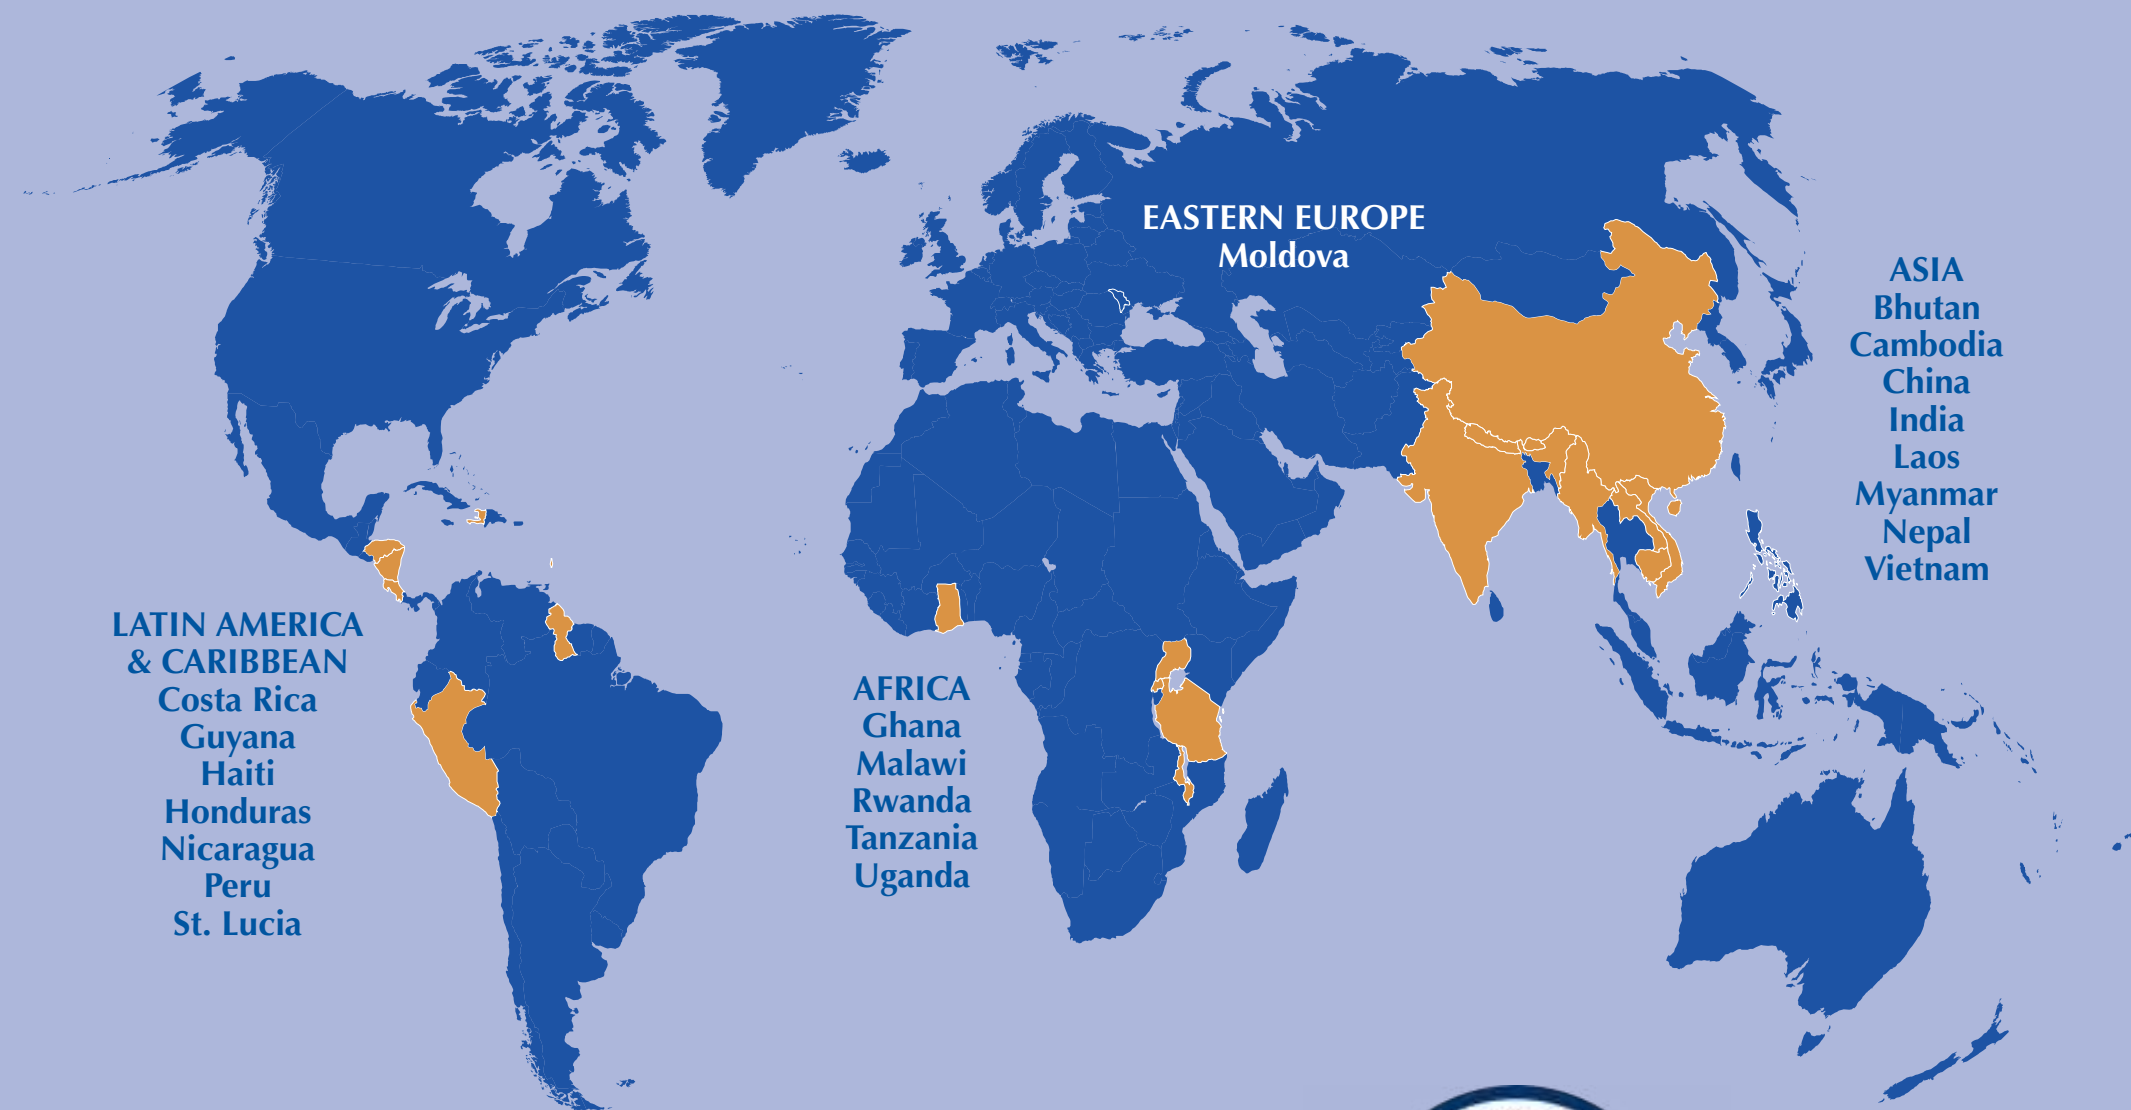 EASTERN EUROPE
Moldova
ASIA
Bhutan
Cambodia
China
India
Laos
Myanmar
Nepal
Vietnam
LATIN AMERICA
& CARIBBEAN
Costa Rica
Guyana
Haiti
Honduras
Nicaragua
Peru
St. Lucia
AFRICA
Ghana
Malawi
Rwanda
Tanzania
Uganda